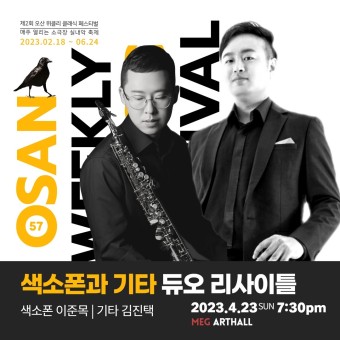 제2회 오산 위클리 클래식 페스티벌
매주 열리는 소극장 실내악 축제
2023.02.18 - 06.24
OSAN
WEEKLY
IVAL
57
색소폰과 기타 듀오 리사이틀
색소폰 이준목 | 기타 김진택
2023.4.23 SUN 7:30pm
MEG ARTHALL